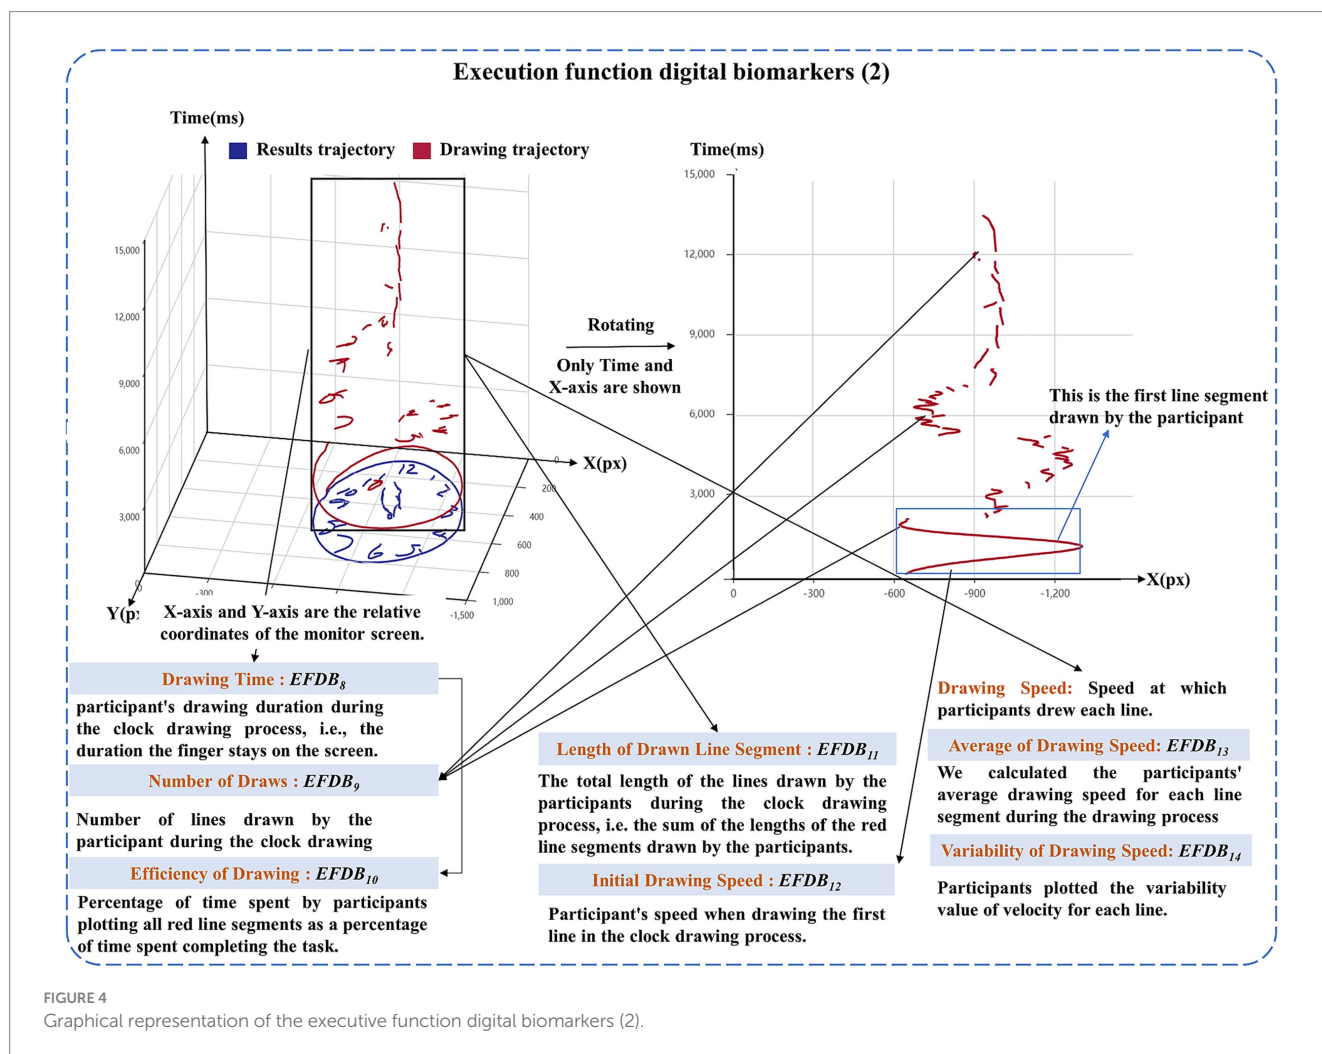 Execution function digital biomarkers (2)
Time(ms)
Results trajectory
Drawing trajectory
15,000
12,000
9,000
6,000
3,000
0
Y(p
-300
-1,500
0
200
400
600
800
1,000
X(px)
12
2
3
5
6
10
Rotating
Only Time and
X-axis are shown
Time(ms)
15,000
12,000
9,000
6,000
3,000
0
-300
-600
-900
-1,200
X(px)
This is the first line segment
drawn by the participant
X-axis and Y-axis are the relative
coordinates of the monitor screen.
Drawing Time : EFDB8
participant's drawing duration during
the clock drawing process, i.e., the
duration the finger stays on the screen.
Number of Draws : EFDB9
Number of lines drawn by the
participant during the clock drawing
Efficiency of Drawing : EFDB10
Percentage of time spent by participants
plotting all red line segments as a percentage
of time spent completing the task.
Length of Drawn Line Segment : EFDB11
The total length of the lines drawn by the
participants during the clock drawing
process, i.e. the sum of the lengths of the red
line segments drawn by the participants.
Initial Drawing Speed : EFDB12
Participant's speed when drawing the first
line in the clock drawing process.
Drawing Speed: Speed at which
participants drew each line.
Average of Drawing Speed: EFDB13
We calculated the participants'
average drawing speed for each line
segment during the drawing process
Variability of Drawing Speed: EFDB14
Participants plotted the variability
value of velocity for each line.
FIGURE 4
Graphical representation of the executive function digital biomarkers (2).